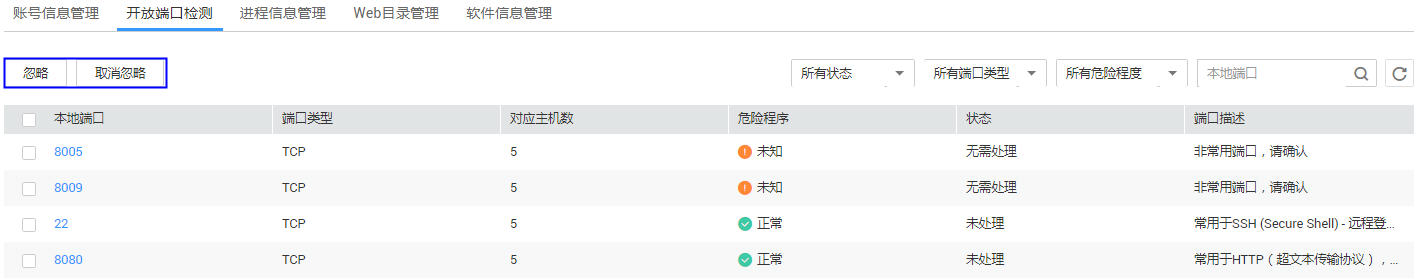 账号信息管理 开放端口检测 进程信息管理 Web目录管理 软件信息管理
忽略 取消忽略 所有状态 所有端口类型 所有危险程度 本地端口
本地端口 端口类型 对应主机数 危险程序 状态 端口描述
8005 TCP 5 未知 无需处理 非常用端口，请确认
8009 TCP 5 未知 无需处理 非常用端口，请确认
22 TCP 5 正常 未处理 常用于SSH (Secure Shell) - 远程登...
8080 TCP 5 正常 未处理 常用于HTTP（超文本传输协议），...